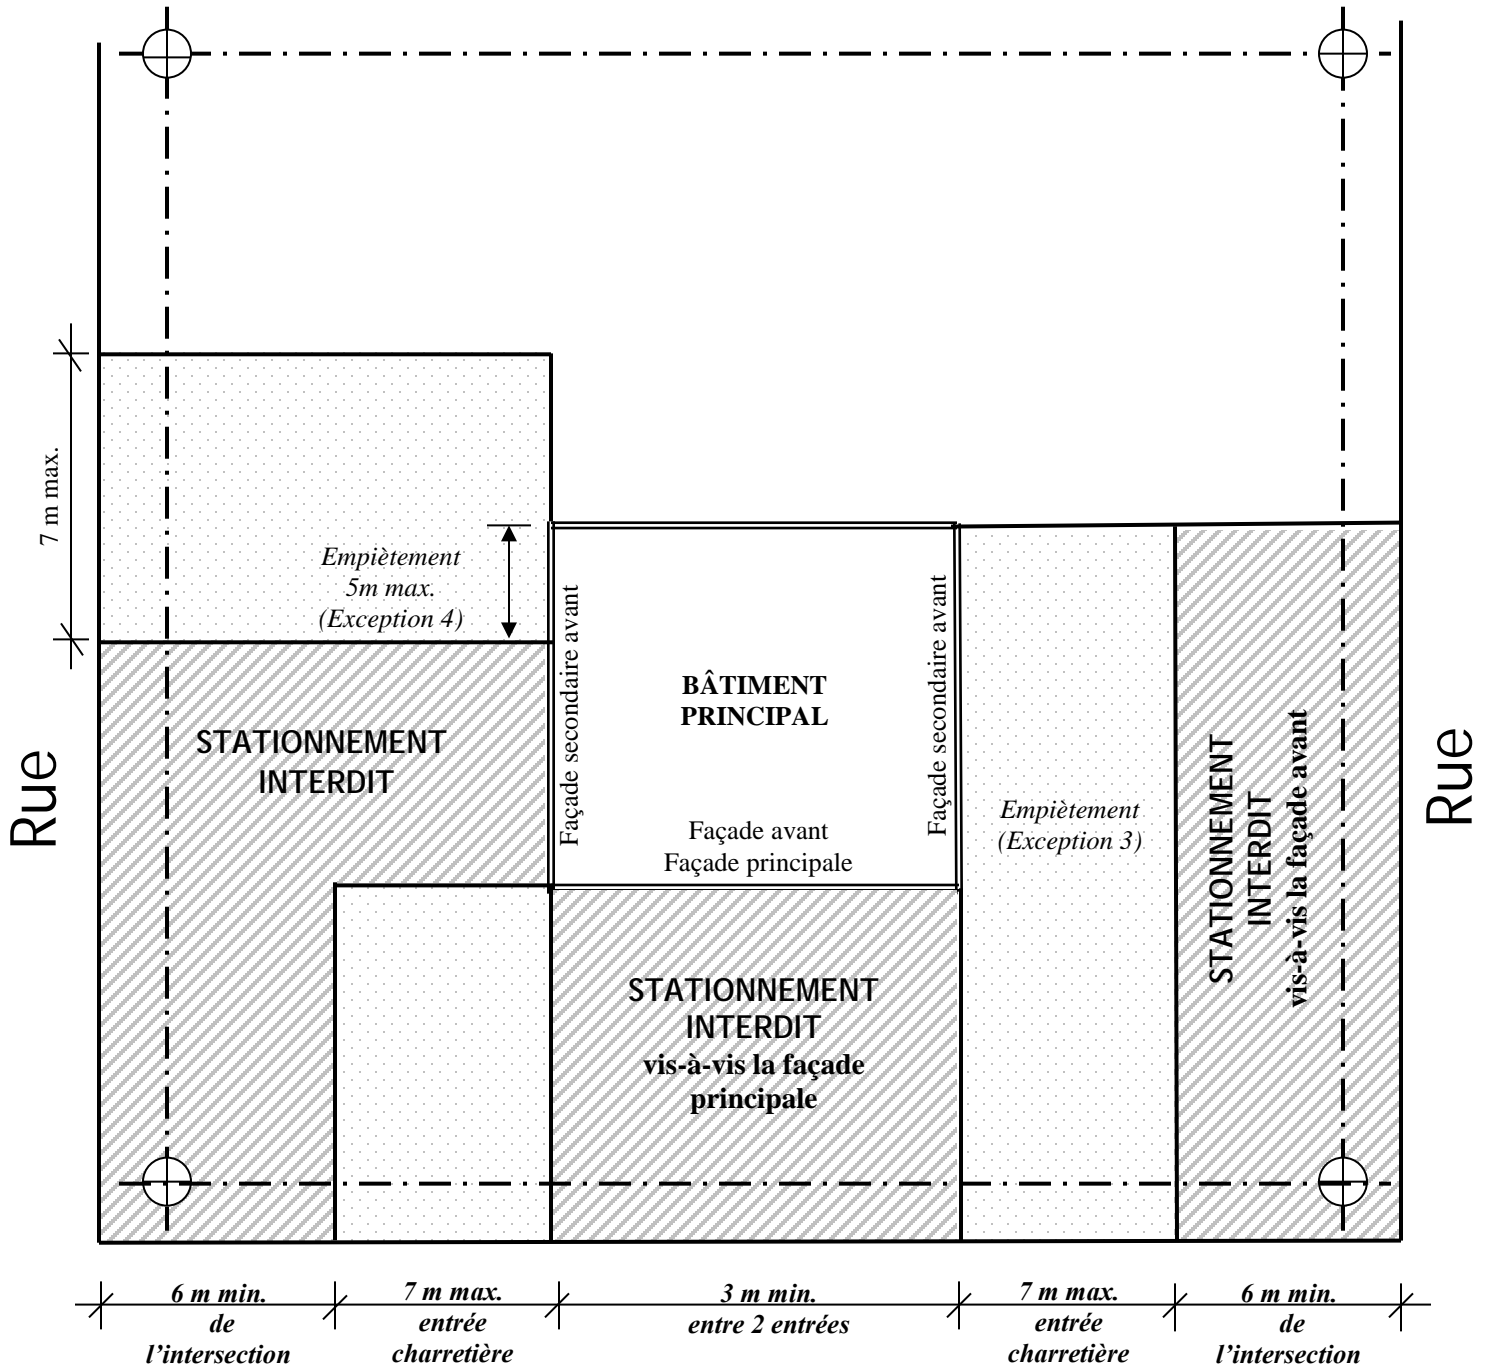 7 m max.
Empiètement
5m max.
(Exception 4)
Façade secondaire avant
BÂTIMENT
PRINCIPAL
Façade secondaire avant
Façade avant
Façade principale
STATIONNEMENT
INTERDIT
Rue
Empiètement
(Exception 3)
STATIONNEMENT
INTERDIT
vis-à-vis la façade avant
Rue
STATIONNEMENT
INTERDIT
vis-à-vis la façade
principale
6 m min.
de
l’intersection
7 m max.
entrée
charretière
3 m min.
entre 2 entrées
7 m max.
entrée
charretière
6 m min.
de
l’intersection